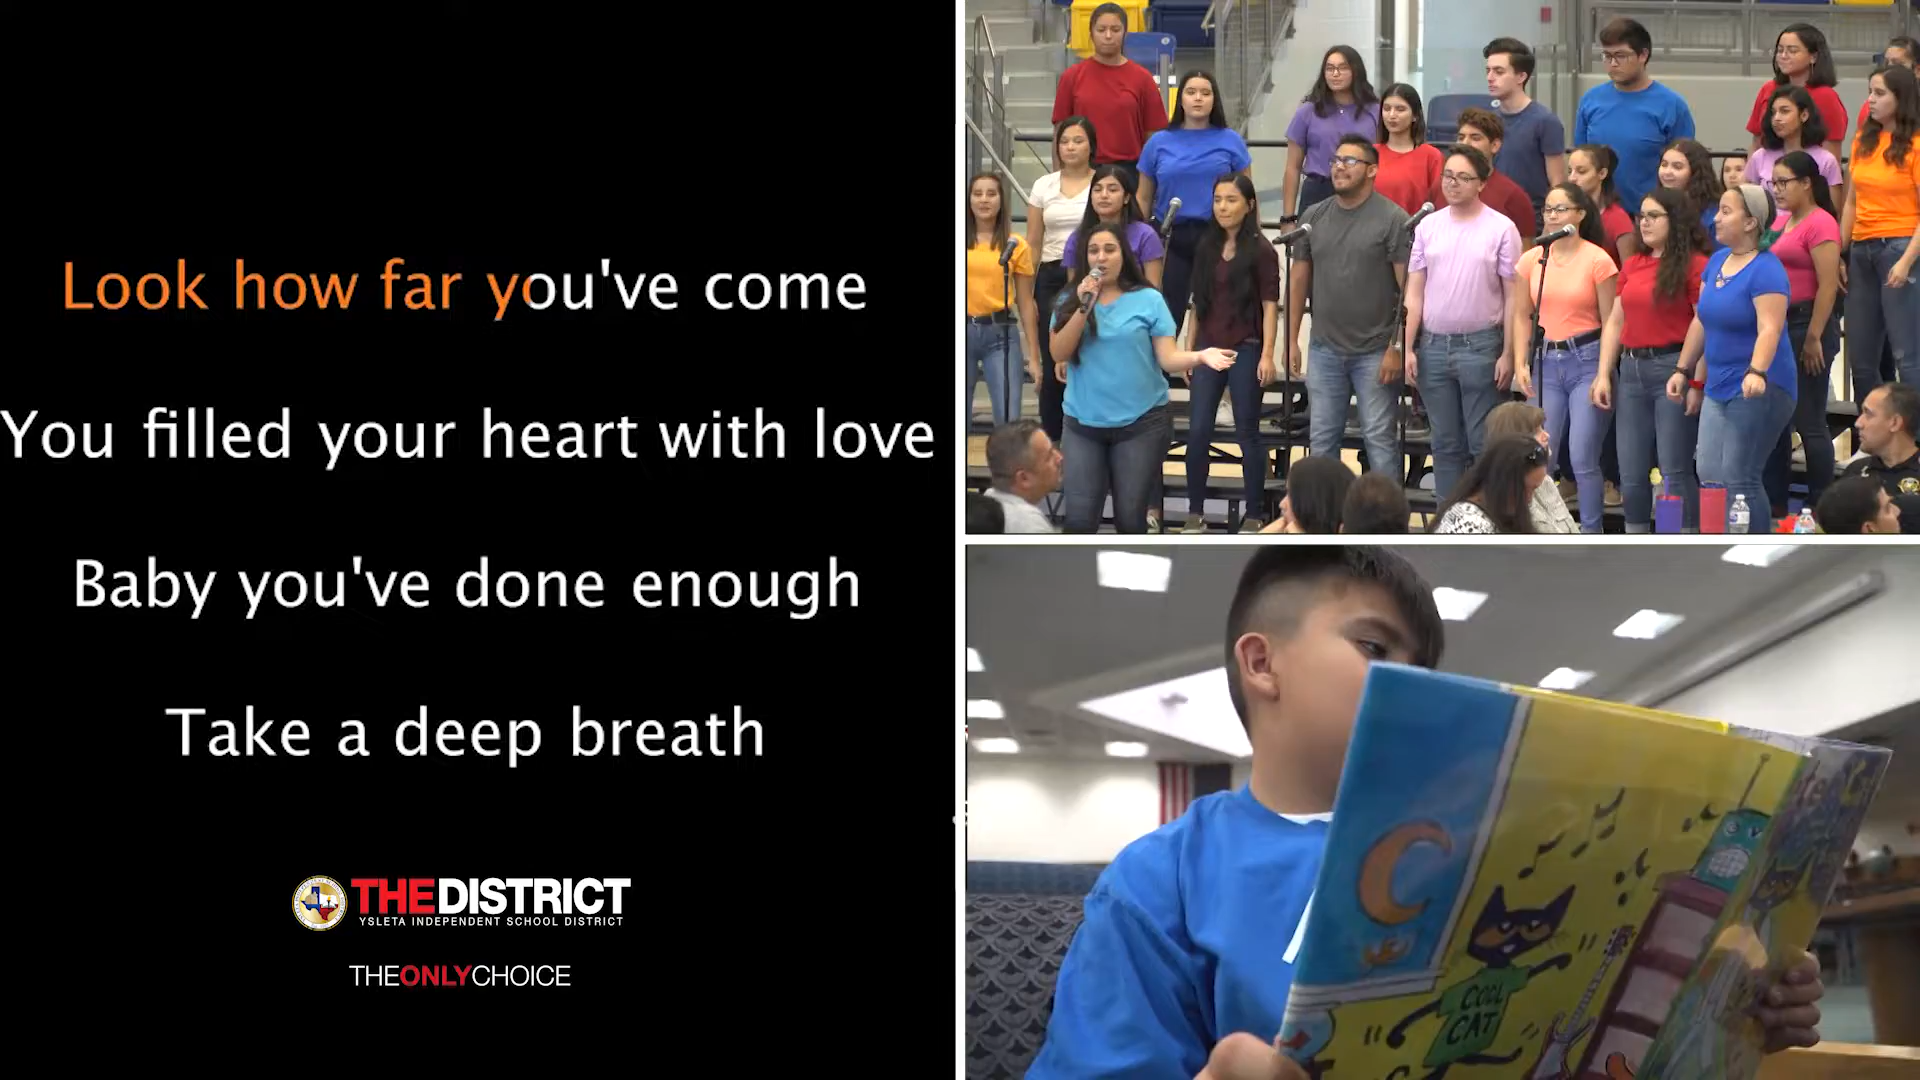 Look how far you've come
You filled your heart with love
Baby you've done enough
Take a deep breath
THEDISTRICT
YSLETA INDEPENDENT SCHOOL DISTRICT
THEONLYCHOICE
COOL
CAT